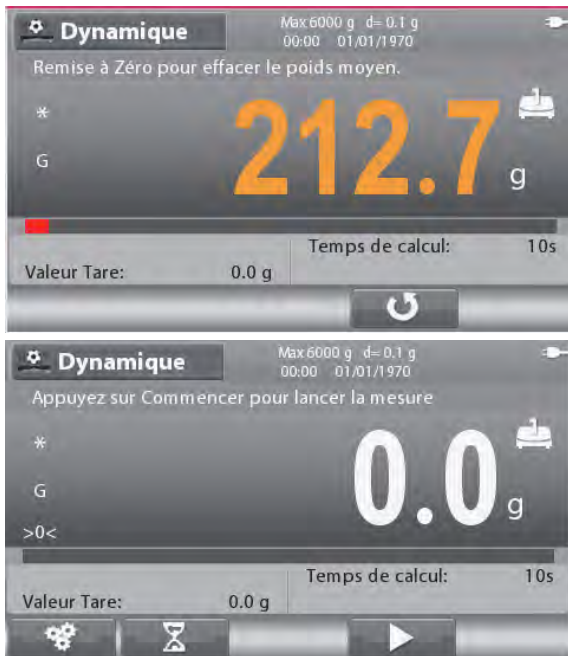 Dynamique
Max 6000 g d= 0.1 g
00:00 01/01/1970
Remise à Zéro pour effacer le poids moyen.
*
1
G
212.7 g
Temps de calcul: 10s
Valeur Tare: 0.0 g
Dynamique
Max 6000 g d= 0.1 g
00:00 01/01/1970
Appuyez sur Commencer pour lancer la mesure
*
1
G
0.0 g
>0<
Temps de calcul: 10s
Valeur Tare: 0.0 g